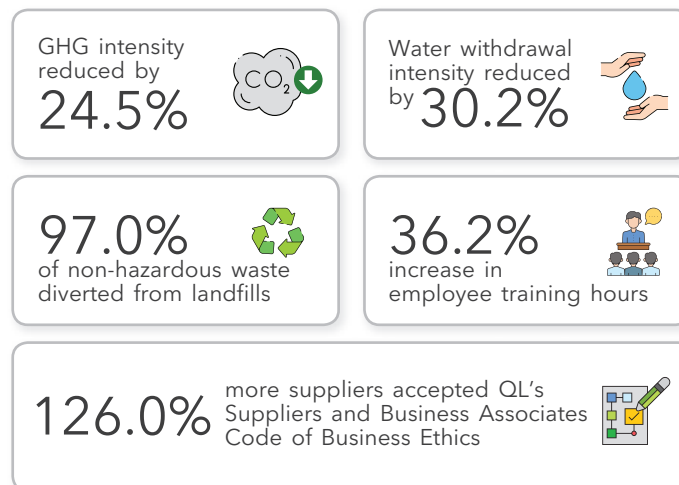 GHG intensity
reduced by
24.5%
CO₂
Water withdrawal
intensity reduced
by 30.2%
97.0%
of non-hazardous waste
diverted from landfills
36.2%
increase in
employee training hours
126.0%
more suppliers accepted QL’s
Suppliers and Business Associates
Code of Business Ethics